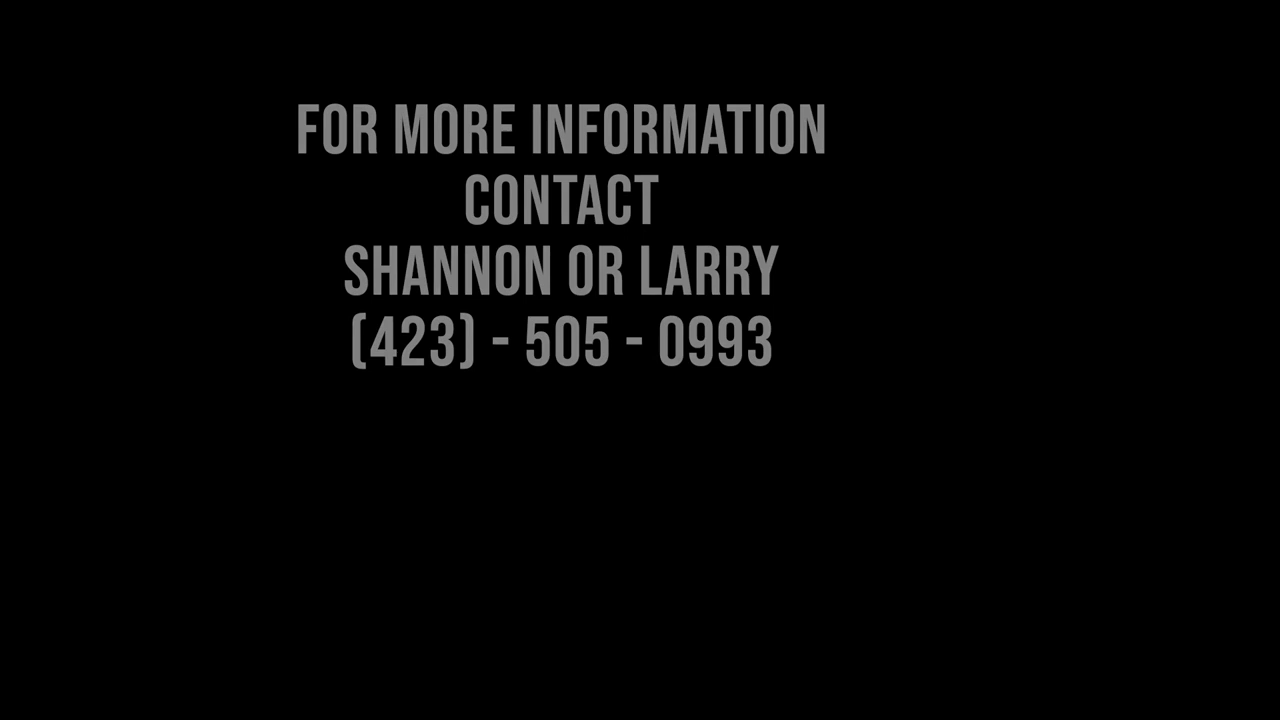 FOR MORE INFORMATION
CONTACT
SHANNON OR LARRY
(423) - 505 - 0993